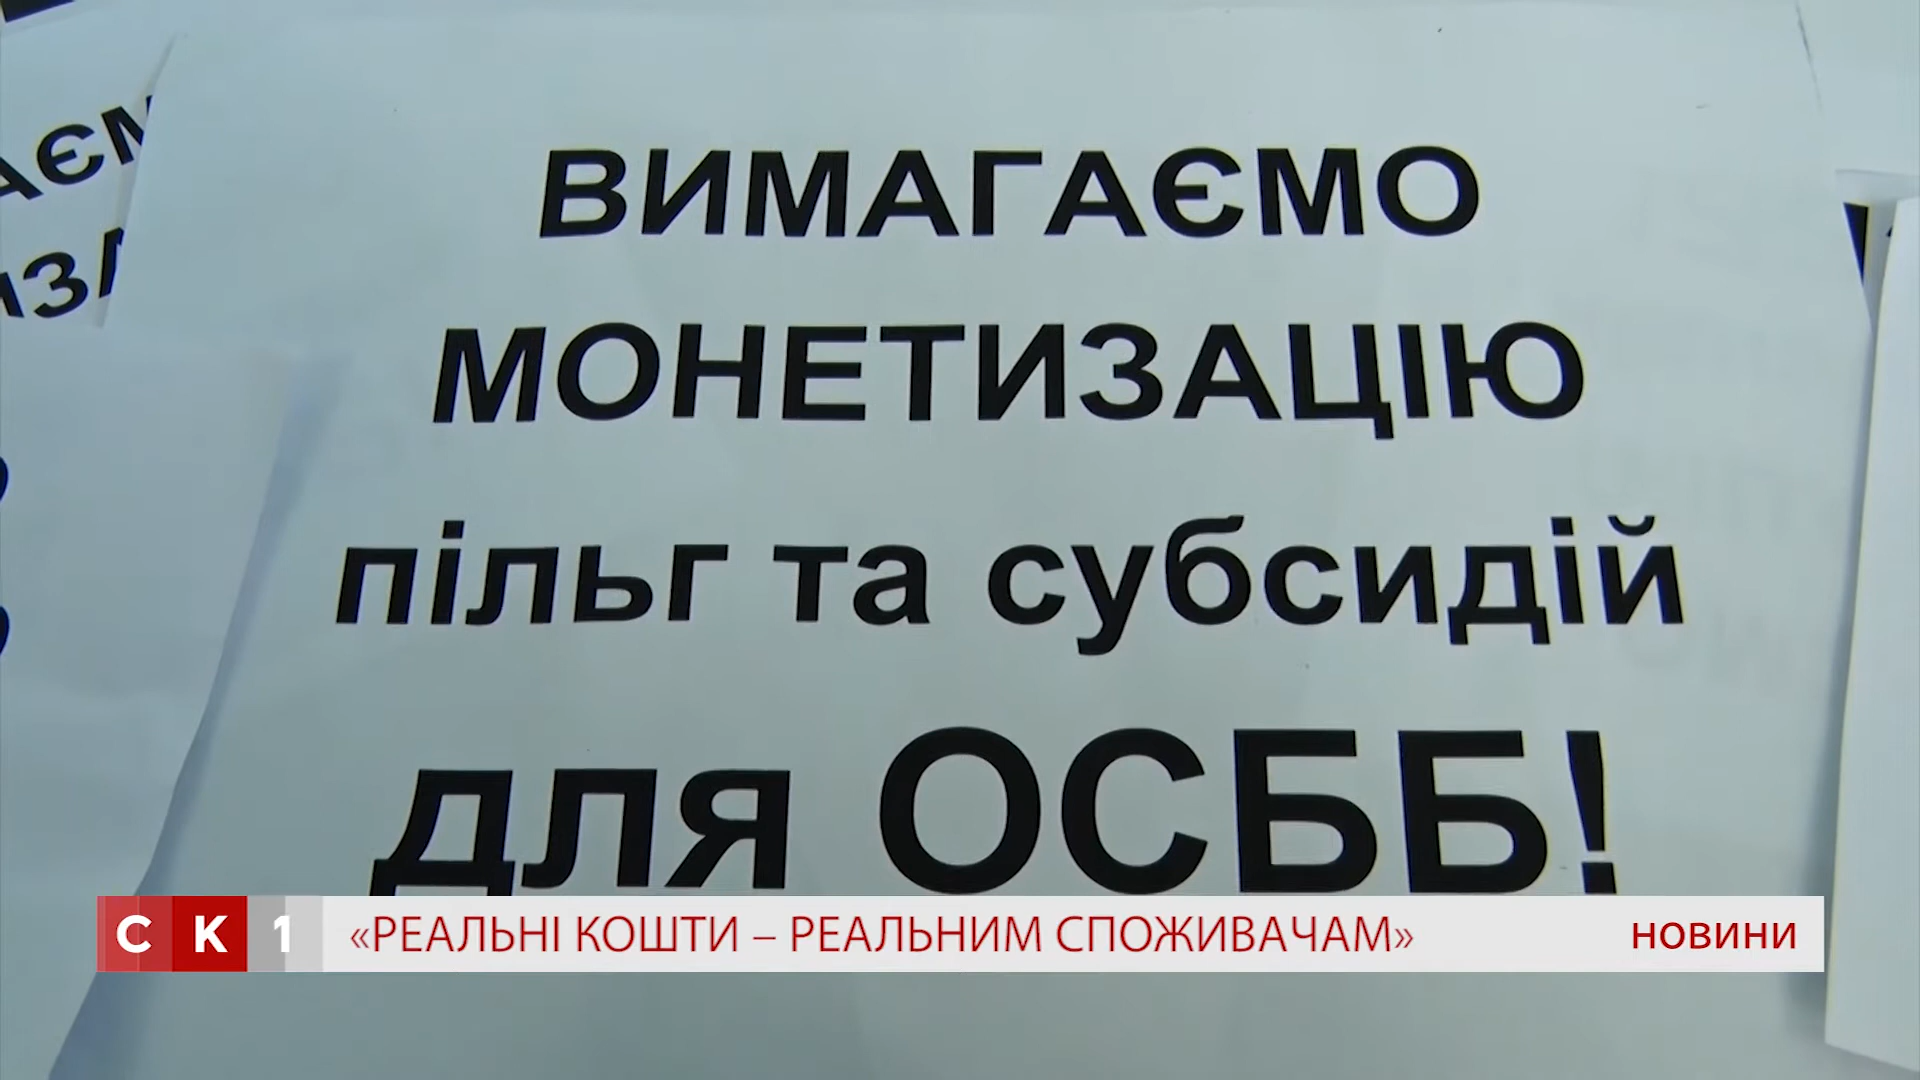 ВИМАГАЄМО
МОНЕТИЗАЦІЮ
пільг та субсидій
для ОСББ!
СК1 «РЕАЛЬНІ КОШТИ – РЕАЛЬНИМ СПОЖИВАЧАМ» НОВИНИ